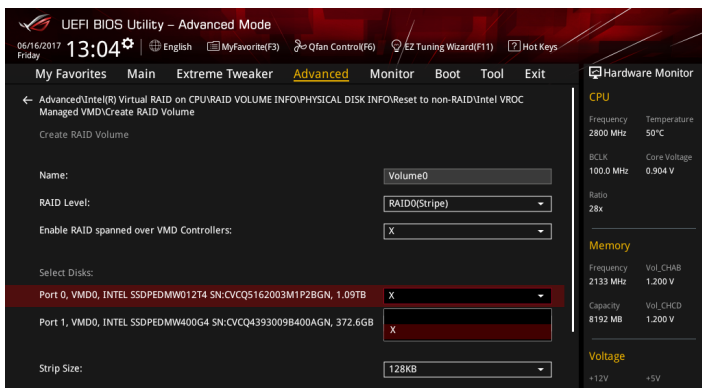 UEFI BIOS Utility – Advanced Mode
06/16/2017 Friday 13:04 English MyFavorite(F3) Qfan Control(F6) EZ Tuning Wizard(F11) ? Hot Keys
My Favorites Main Extreme Tweaker Advanced Monitor Boot Tool Exit
← Advanced\Intel(R) Virtual RAID on CPU\RAID VOLUME INFO\PHYSICAL DISK INFO\Reset to non-RAID\Intel VROC
Managed VMD\Create RAID Volume
Create RAID Volume
Name: Volume0
RAID Level: RAID0(Stripe)
Enable RAID spanned over VMD Controllers: X
Select Disks:
Port 0, VMD0, INTEL SSDPEDMW012T4 SN:CVCQ5162003M1P2BGN, 1.09TB X
Port 1, VMD0, INTEL SSDPEDMW400G4 SN:CVCQ4393009B400AGN, 372.6GB
X
Strip Size: 128KB
Hardware Monitor
CPU
Frequency Temperature
2800 MHz 50°C
BCLK Core Voltage
100.0 MHz 0.904 V
Ratio
28x
Memory
Frequency Vol_CHAB
2133 MHz 1.200 V
Capacity Vol_CHCD
8192 MB 1.200 V
Voltage
+12V +5V